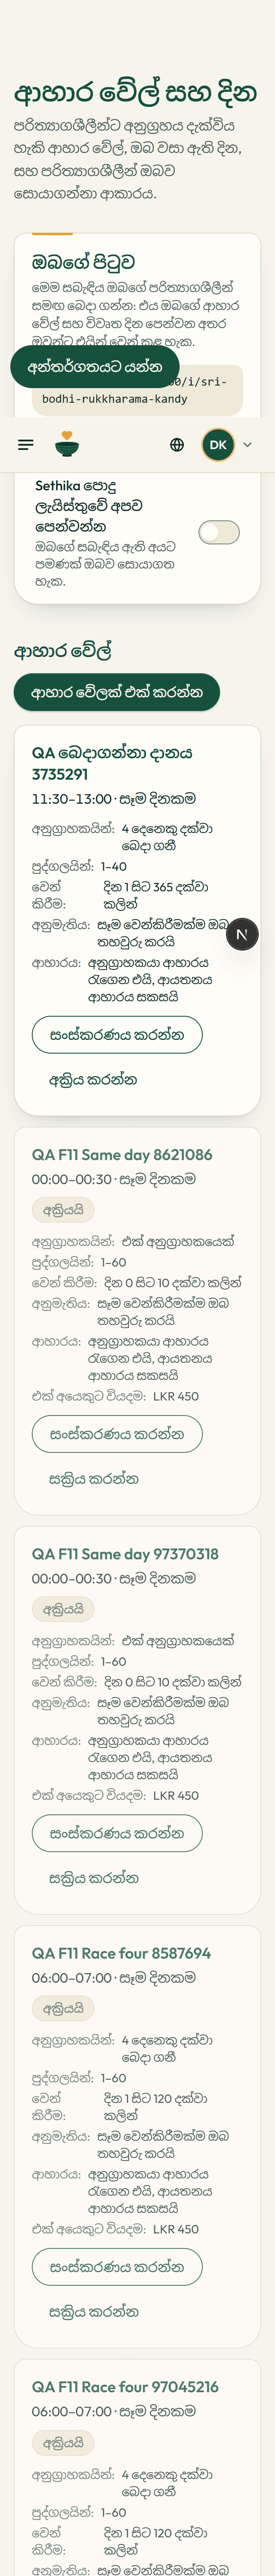 ආහාර වේල් සහ දින
පරිත්‍යාගශීලීන්ට අනුග්‍රහය දැක්විය
හැකි ආහාර වේල්, ඔබ වසා ඇති දින,
සහ පරිත්‍යාගශීලීන් ඔබව
සොයාගන්නා ආකාරය.
ඔබගේ පිටුව
මෙම සබැඳිය ඔබගේ පරිත්‍යාගශීලීන්
සමඟ බෙදා ගන්න: එය ඔබගේ ආහාර
වේල් සහ විවෘත දින පෙන්වන අතර
ඔවුන්ට එයින් වෙන් කළ හැක.
අන්තර්ගතයට යන්න
0/i/sri-
bodhi-rukkharama-kandy
DK
Sethika පොදු
ලැයිස්තුවේ අපව
පෙන්වන්න
ඔබගේ සබැඳිය ඇති අයට
පමණක් ඔබව සොයාගත
හැක.
ආහාර වේල්
ආහාර වේලක් එක් කරන්න
QA බෙදාගන්නා දානය
3735291
11:30–13:00 · සෑම දිනකම
අනුග්‍රාහකයින්: 4 දෙනෙකු දක්වා
බෙදා ගනී
පුද්ගලයින්: 1–40
වෙන් දින 1 සිට 365 දක්වා
කිරීම: කලින්
අනුමැතිය: සෑම වෙන්කිරීමක්ම ඔබ
තහවුරු කරයි
N
ආහාරය: අනුග්‍රාහකයා ආහාරය
රැගෙන එයි, ආයතනය
ආහාරය සකසයි
සංස්කරණය කරන්න
අක්‍රිය කරන්න
QA F11 Same day 8621086
00:00–00:30 · සෑම දිනකම
අක්‍රියයි
අනුග්‍රාහකයින්: එක් අනුග්‍රාහකයෙක්
පුද්ගලයින්: 1–60
වෙන් කිරීම: දින 0 සිට 10 දක්වා කලින්
අනුමැතිය: සෑම වෙන්කිරීමක්ම ඔබ
තහවුරු කරයි
ආහාරය: අනුග්‍රාහකයා ආහාරය
රැගෙන එයි, ආයතනය
ආහාරය සකසයි
එක් අයෙකුට වියදම: LKR 450
සංස්කරණය කරන්න
සක්‍රිය කරන්න
QA F11 Same day 97370318
00:00–00:30 · සෑම දිනකම
අක්‍රියයි
අනුග්‍රාහකයින්: එක් අනුග්‍රාහකයෙක්
පුද්ගලයින්: 1–60
වෙන් කිරීම: දින 0 සිට 10 දක්වා කලින්
අනුමැතිය: සෑම වෙන්කිරීමක්ම ඔබ
තහවුරු කරයි
ආහාරය: අනුග්‍රාහකයා ආහාරය
රැගෙන එයි, ආයතනය
ආහාරය සකසයි
එක් අයෙකුට වියදම: LKR 450
සංස්කරණය කරන්න
සක්‍රිය කරන්න
QA F11 Race four 8587694
06:00–07:00 · සෑම දිනකම
අක්‍රියයි
අනුග්‍රාහකයින්: 4 දෙනෙකු දක්වා
බෙදා ගනී
පුද්ගලයින්: 1–60
වෙන් දින 1 සිට 120 දක්වා
කිරීම: කලින්
අනුමැතිය: සෑම වෙන්කිරීමක්ම ඔබ
තහවුරු කරයි
ආහාරය: අනුග්‍රාහකයා ආහාරය
රැගෙන එයි, ආයතනය
ආහාරය සකසයි
එක් අයෙකුට වියදම: LKR 450
සංස්කරණය කරන්න
සක්‍රිය කරන්න
QA F11 Race four 97045216
06:00–07:00 · සෑම දිනකම
අක්‍රියයි
අනුග්‍රාහකයින්: 4 දෙනෙකු දක්වා
බෙදා ගනී
පුද්ගලයින්: 1–60
වෙන් දින 1 සිට 120 දක්වා
කිරීම: කලින්
අනුමැතිය: සෑම වෙන්කිරීමක්ම ඔබ